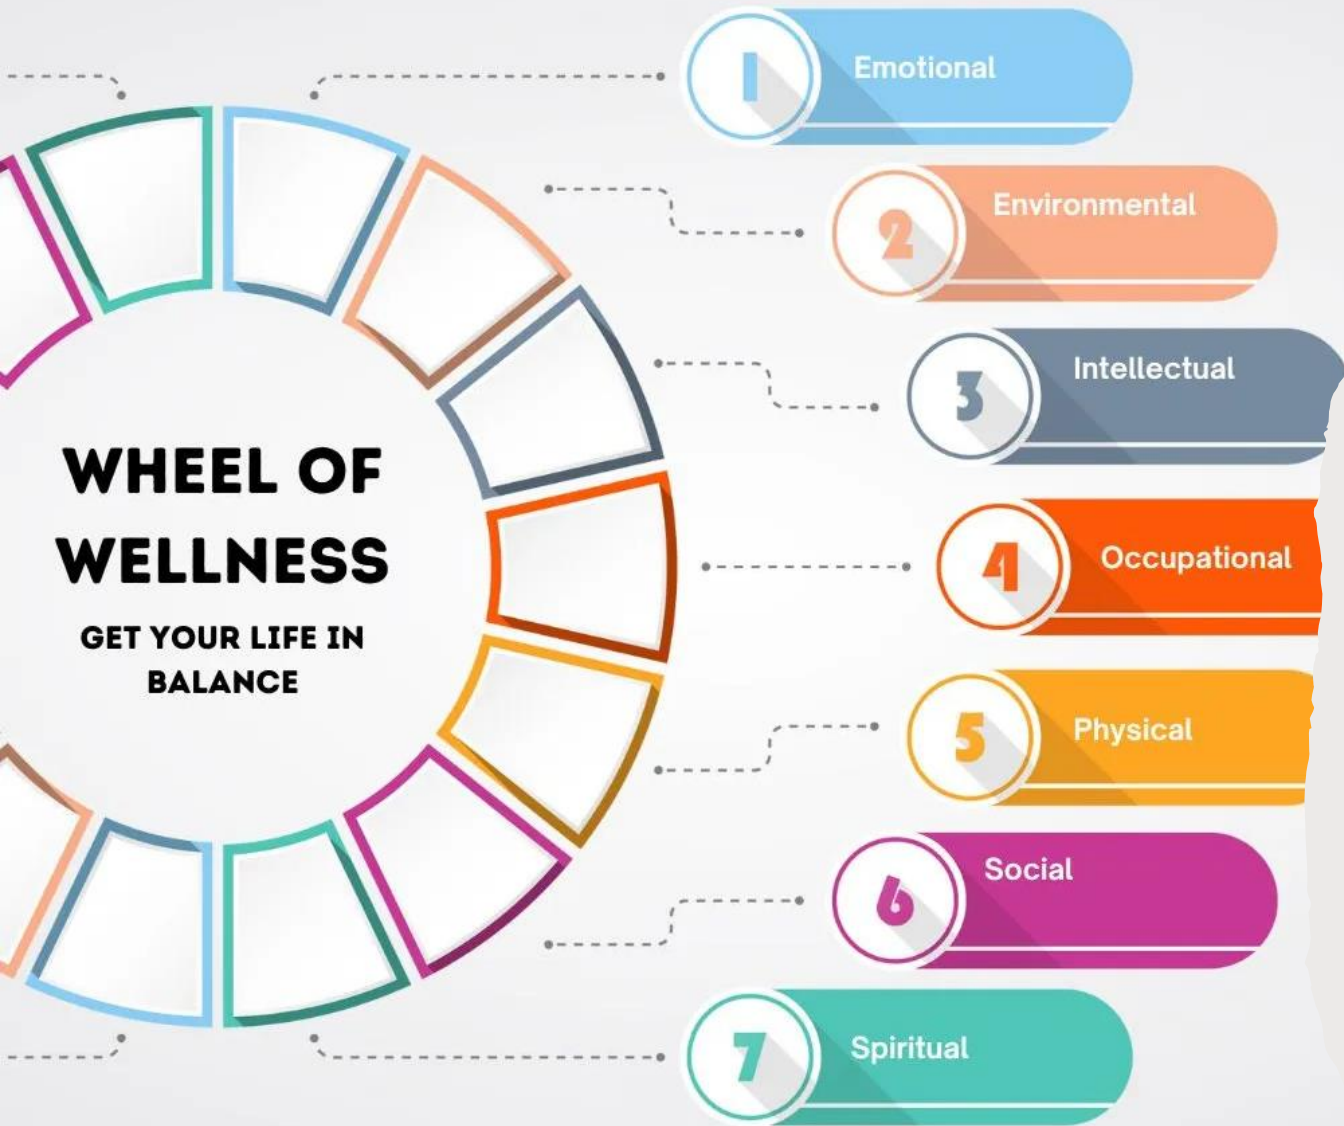 WHEEL OF
WELLNESS
GET YOUR LIFE IN
BALANCE
1 Emotional
2 Environmental
3 Intellectual
4 Occupational
5 Physical
6 Social
7 Spiritual